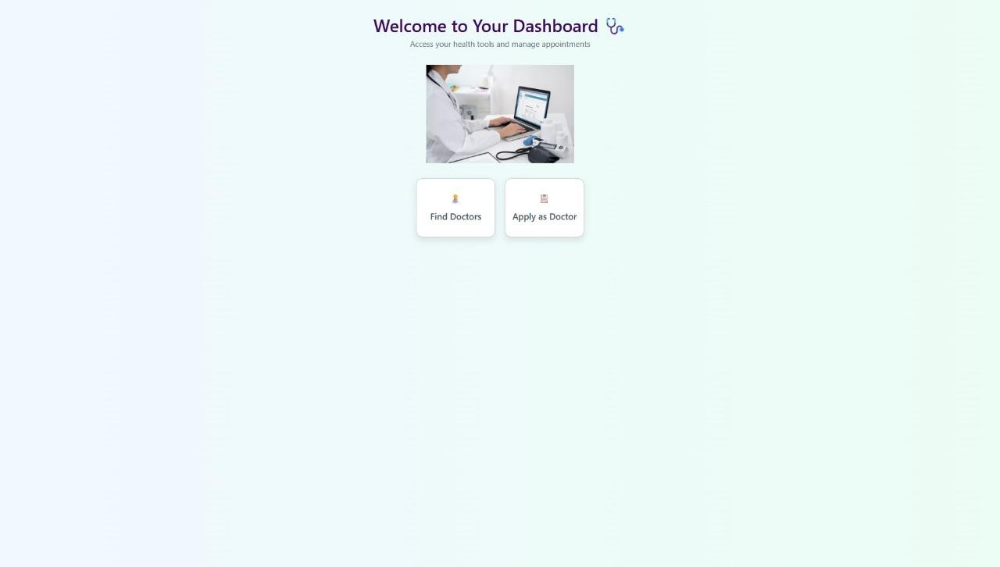 Welcome to Your Dashboard
Access your health tools and manage appointments
Find Doctors
Apply as Doctor